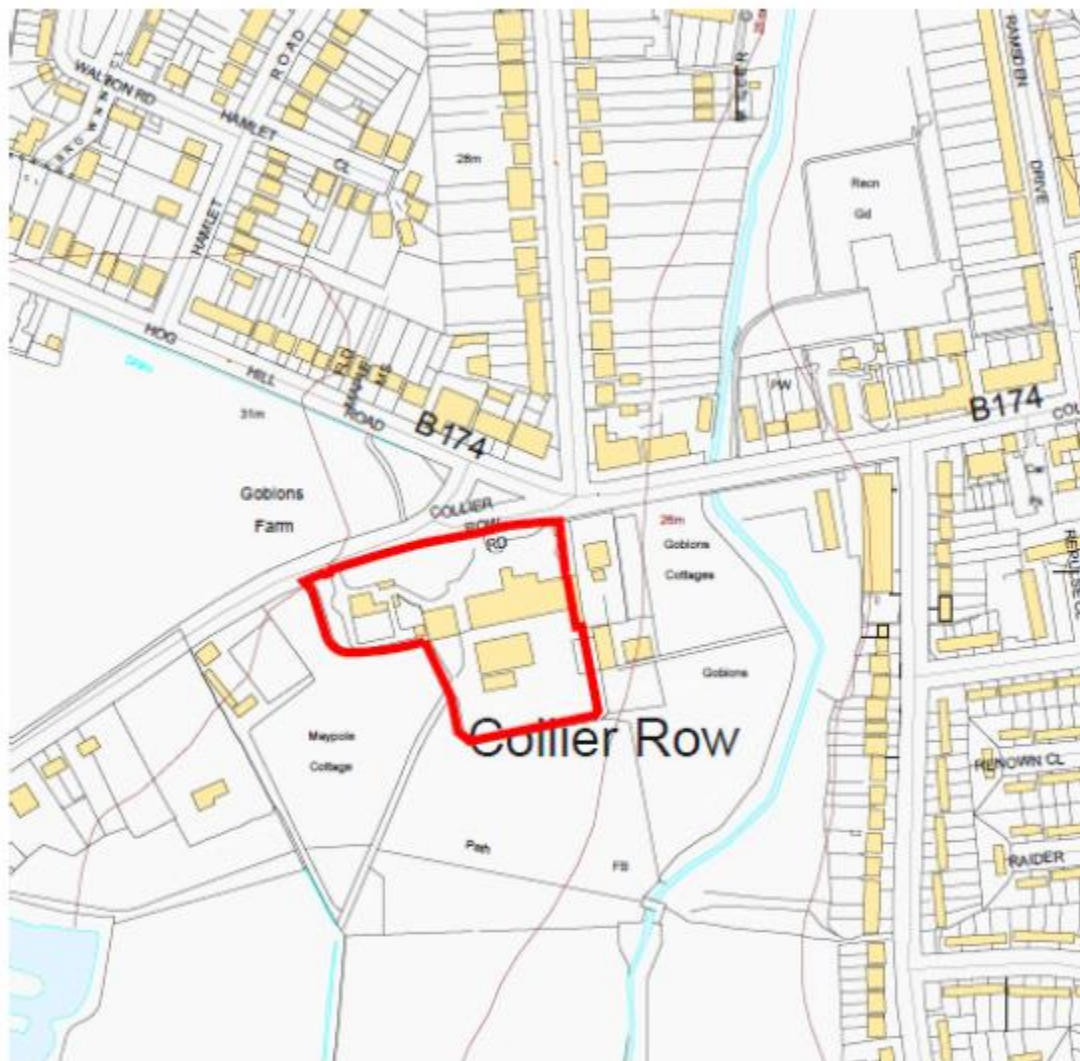 WALTON RD
HAMLET
CL
ROAD
HAMLET
28m
RAMSDEN
DRIVE
Recn
Gd
HOG
HILL
ROAD
Drain
31m
B174
PW
B174
Gobions
Farm
COLLIER
ROW
RD
26m
Gobions
Cottages
Gobions
Maypole
Cottage
Collier Row
Path
FB
RENOWN CL
RAIDER